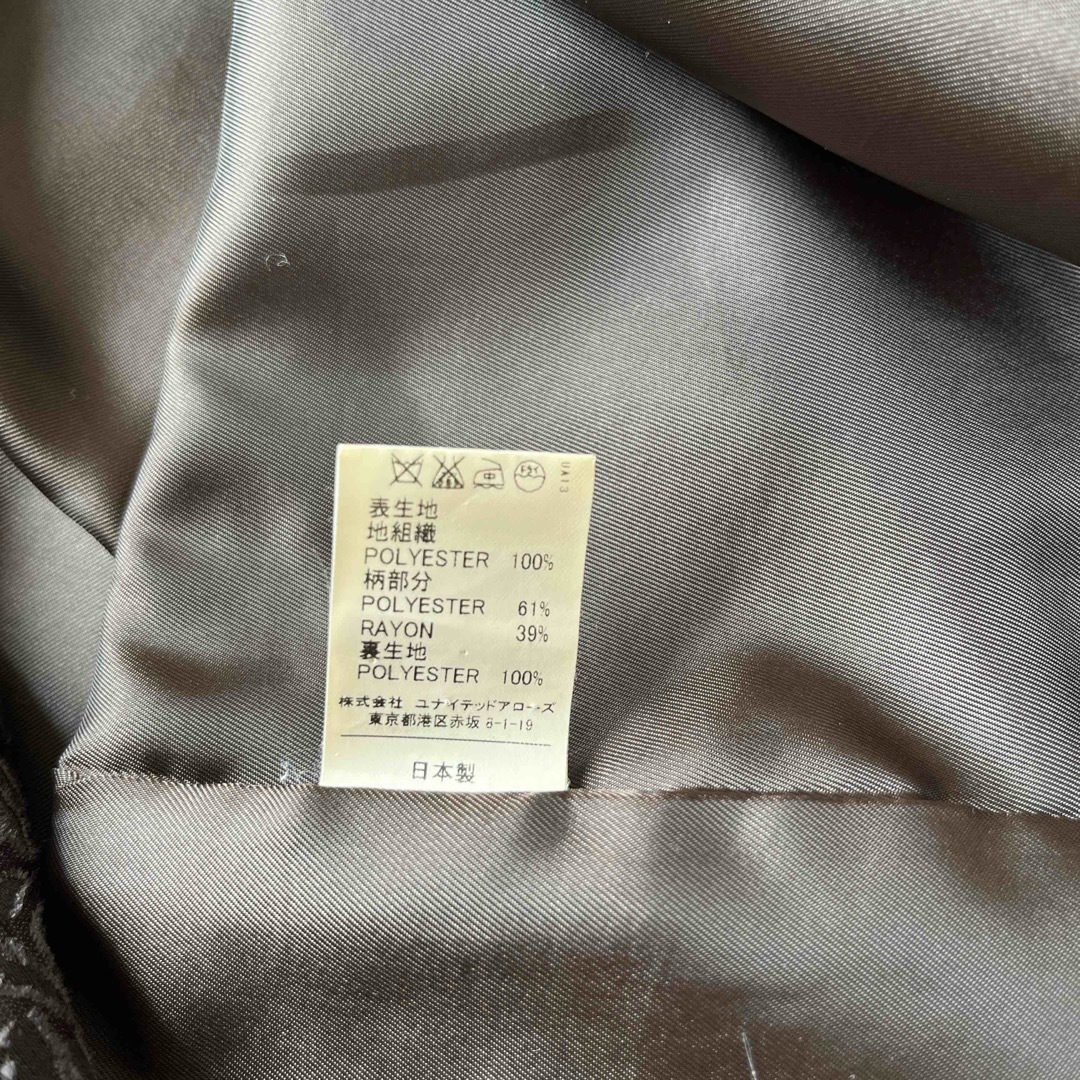 UA13
表生地
地組織
POLYESTER 100%
柄部分
POLYESTER 61%
RAYON 39%
裏生地
POLYESTER 100%
株式会社 ユナイテッドアローズ
東京都港区赤坂 8-1-19
日本製